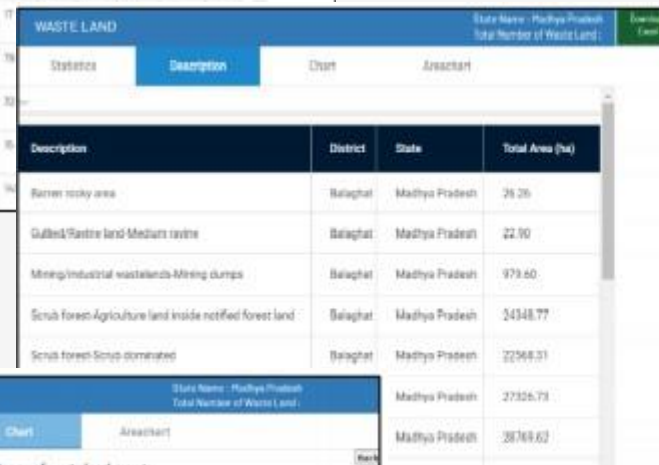 WASTE LAND
State Name : Madhya Pradesh
Total Number of Waste Land :
Statistics Description Chart Areachart
Description District State Total Area (ha)
Barren rocky area Balaghat Madhya Pradesh 26.26
Gullied/Ravine land-Medium ravine Balaghat Madhya Pradesh 22.90
Mining/Industrial wastelands-Mining dumps Balaghat Madhya Pradesh 979.60
Scrub forest-Agriculture land inside notified forest land Balaghat Madhya Pradesh 24348.77
Scrub forest-Scrub dominated Balaghat Madhya Pradesh 22568.31
Madhya Pradesh 27326.73
Madhya Pradesh 28769.62
State Name : Madhya Pradesh
Total Number of Waste Land :
Chart Areachart